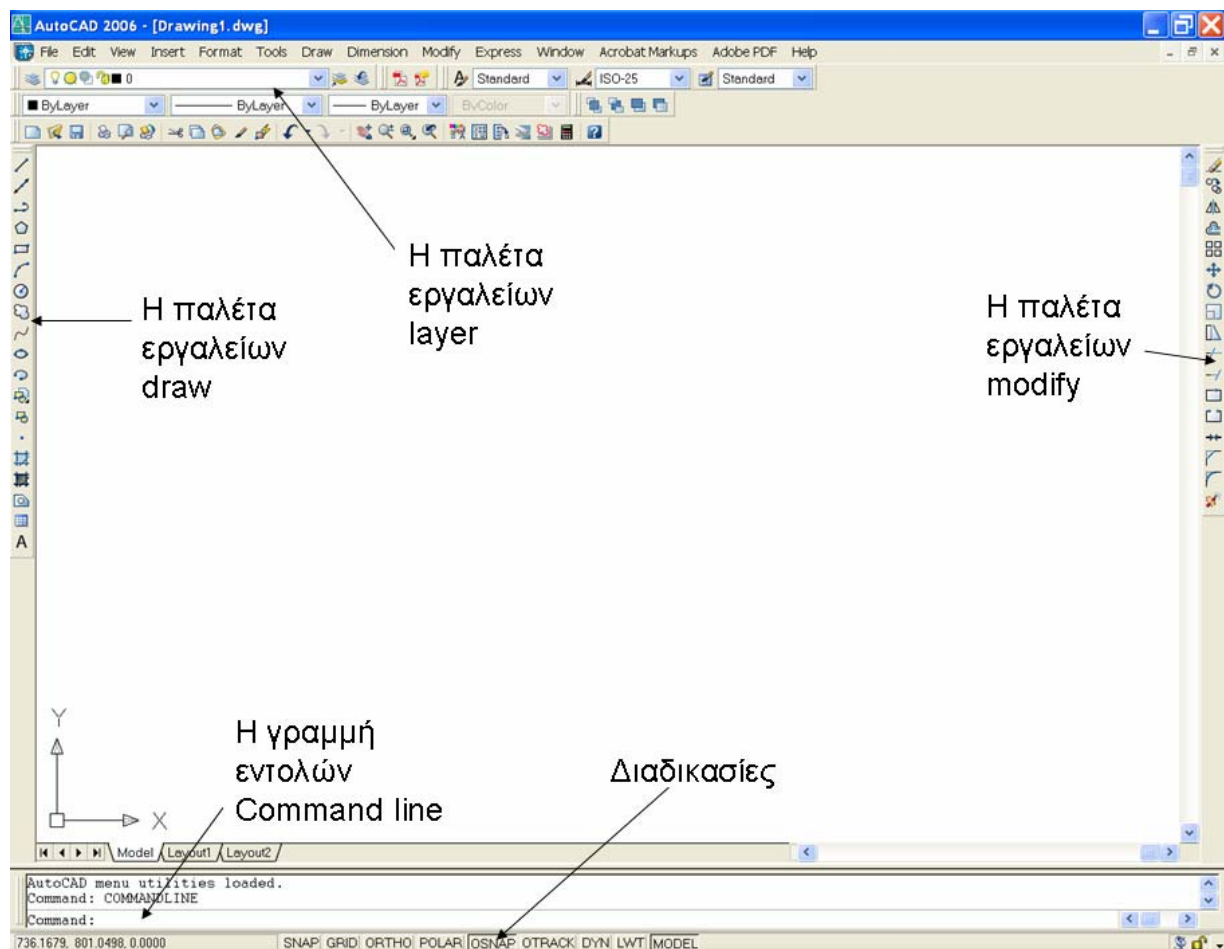 AutoCAD 2006 - [Drawing1.dwg]
File Edit View Insert Format Tools Draw Dimension Modify Express Window Acrobat Markups Adobe PDF Help
0 Standard ISO-25 Standard
ByLayer ByLayer ByLayer ByColor
Η παλέτα
εργαλείων
layer
Η παλέτα
εργαλείων
draw
Η παλέτα
εργαλείων
modify
A
Y
X
Η γραμμή
εντολών
Command line
Διαδικασίες
Model Layout1 Layout2
AutoCAD menu utilities loaded.
Command: COMMANDLINE
Command:
736.1679, 801.0498, 0.0000 SNAP GRID ORTHO POLAR OSNAP OTRACK DYN LWT MODEL